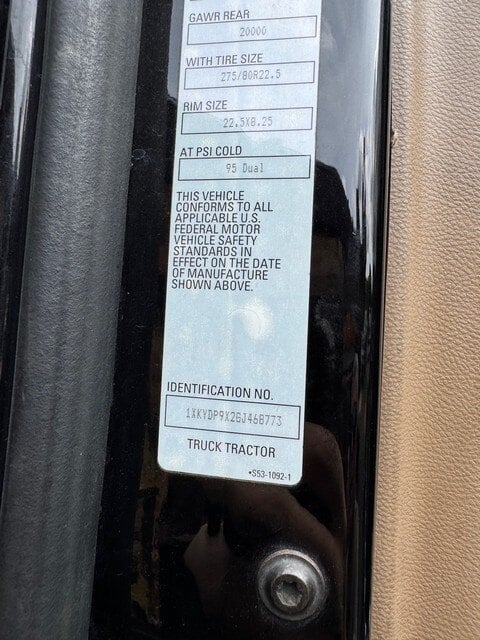 GAWR REAR
20000
WITH TIRE SIZE
275/80R22.5
RIM SIZE
22.5X8.25
AT PSI COLD
95 Dual
THIS VEHICLE
CONFORMS TO ALL
APPLICABLE U.S.
FEDERAL MOTOR
VEHICLE SAFETY
STANDARDS IN
EFFECT ON THE DATE
OF MANUFACTURE
SHOWN ABOVE.
IDENTIFICATION NO.
1XKYDP9X2GJ468773
TRUCK TRACTOR
•S53-1092-1